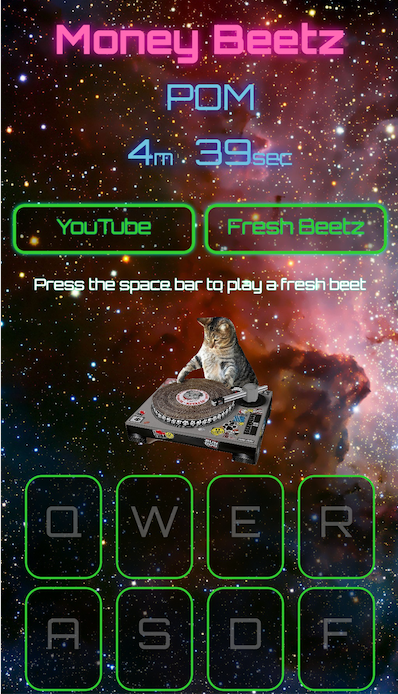 Money Beetz
POM
4m 39sec
YouTube Fresh Beetz
Press the space bar to play a fresh beet
Q W E R
A S D F